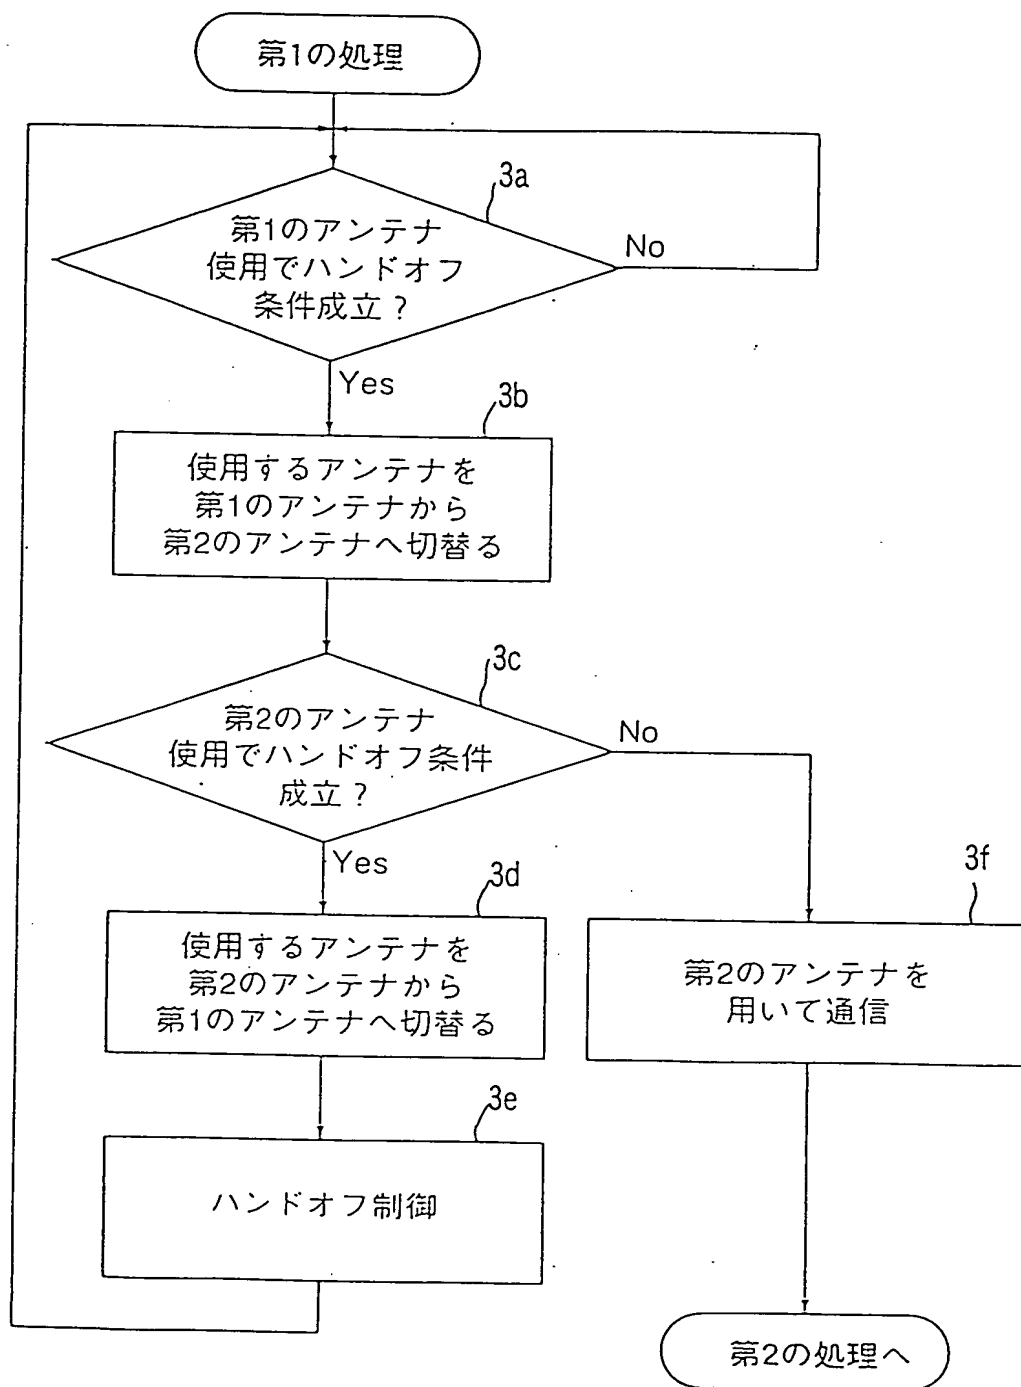 第1の処理
3a
第1のアンテナ
使用でハンドオフ
条件成立?
No
Yes
3b
使用するアンテナを
第1のアンテナから
第2のアンテナへ切替る
3c
第2のアンテナ
使用でハンドオフ条件
成立?
No
Yes
3d
使用するアンテナを
第2のアンテナから
第1のアンテナへ切替る
3f
第2のアンテナを
用いて通信
3e
ハンドオフ制御
第2の処理へ